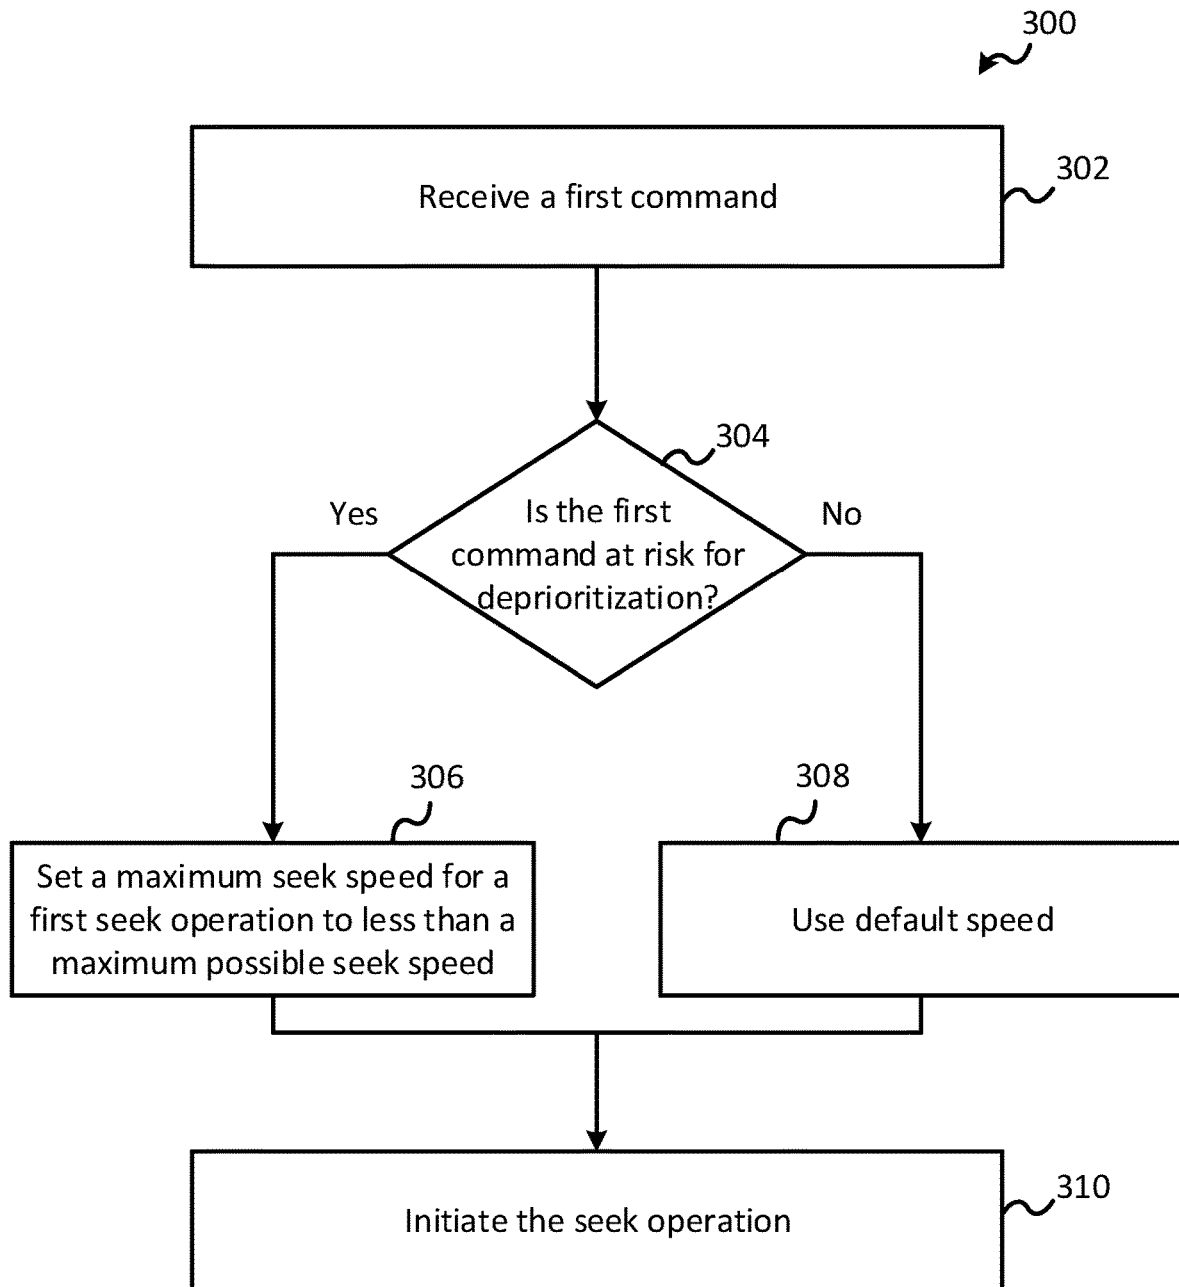 300
Receive a first command
302
304
Yes
No
Is the first
command at risk for
deprioritization?
306
308
Set a maximum seek speed for a
first seek operation to less than a
maximum possible seek speed
Use default speed
Initiate the seek operation
310